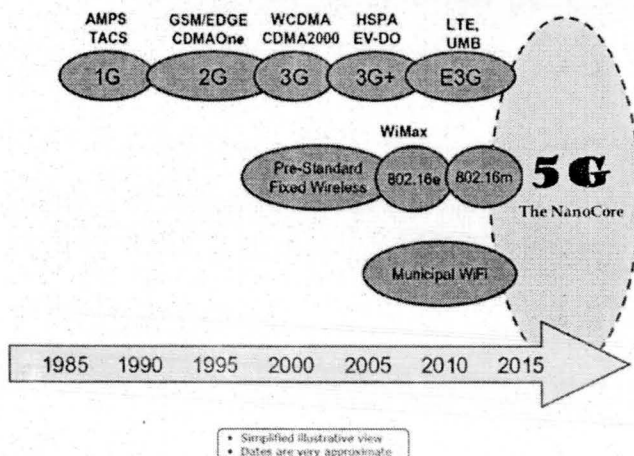 AMPS
TACS
GSM/EDGE
CDMAOne
WCDMA
CDMA2000
HSPA
EV-DO
LTE,
UMB
1G
2G
3G
3G+
E3G
WiMax
Pre-Standard
Fixed Wireless
802.16e
802.16m
5G
The NanoCore
Municipal WiFi
1985 1990 1995 2000 2005 2010 2015
• Simplified illustrative view
• Dates are very approximate